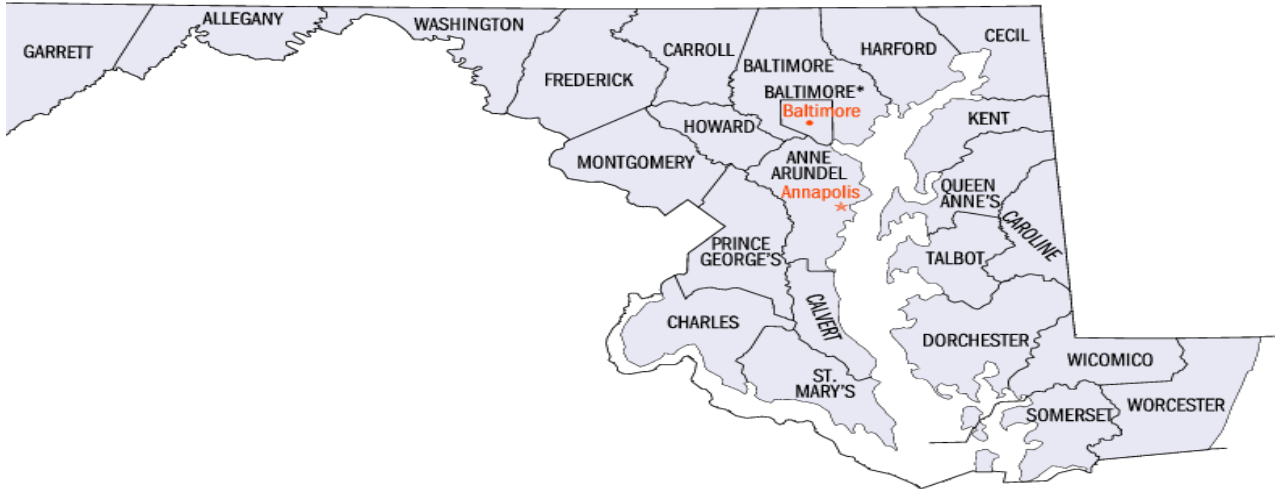 GARRETT
ALLEGANY
WASHINGTON
FREDERICK
CARROLL
BALTIMORE
BALTIMORE*
Baltimore
HARFORD
CECIL
HOWARD
MONTGOMERY
ANNE
ARUNDEL
Annapolis
KENT
QUEEN
ANNE'S
CAROLINE
TALBOT
PRINCE
GEORGE'S
CALVERT
CHARLES
ST.
MARY'S
DORCHESTER
WICOMICO
SOMERSET
WORCESTER